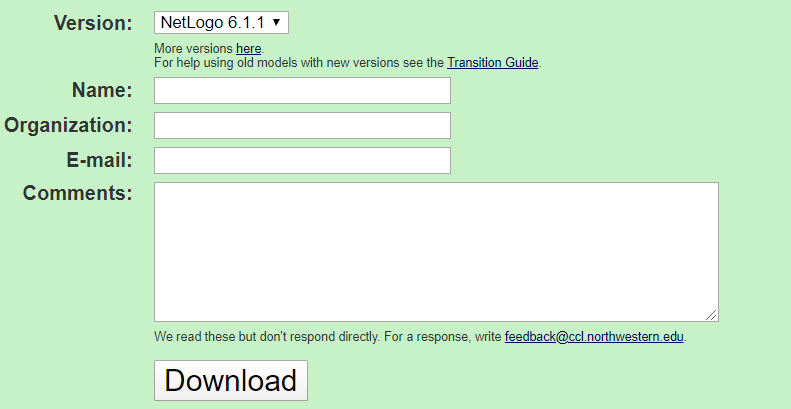 Version: NetLogo 6.1.1
More versions here.
For help using old models with new versions see the Transition Guide.
Name:
Organization:
E-mail:
Comments:
We read these but don't respond directly. For a response, write feedback@ccl.northwestern.edu.
Download